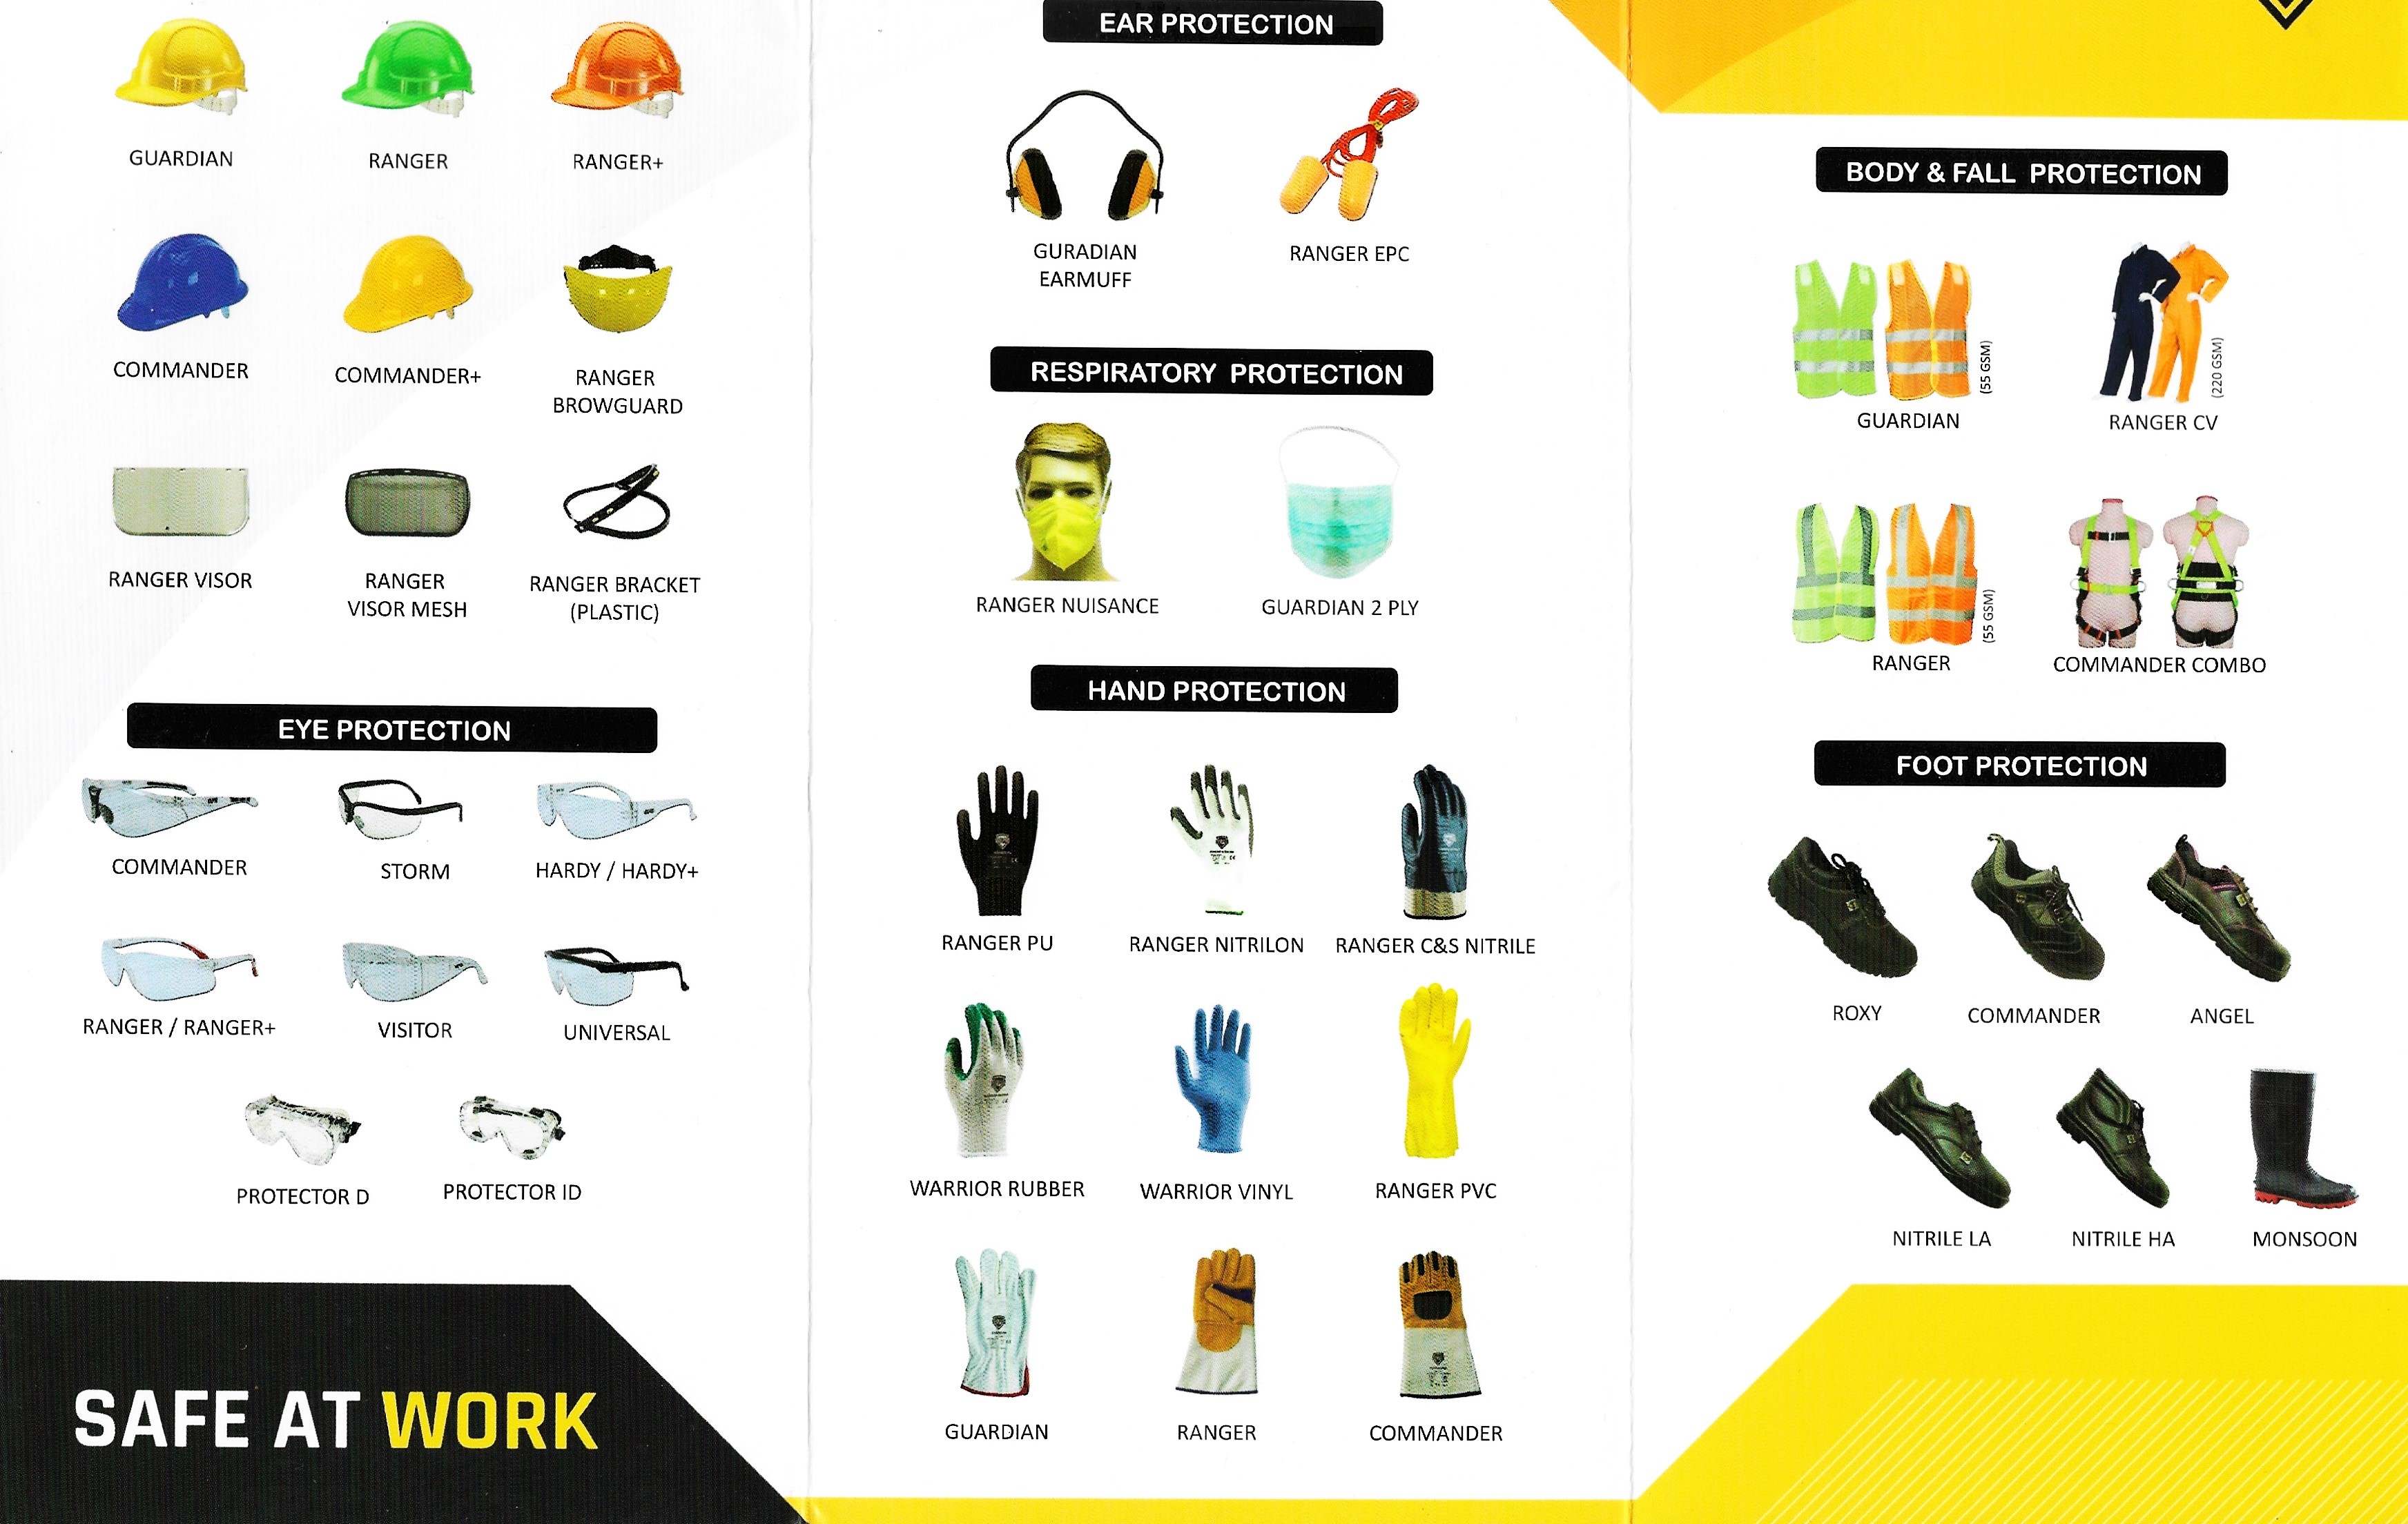 GUARDIAN
RANGER
RANGER+
COMMANDER
COMMANDER+
RANGER
BROWGUARD
RANGER VISOR
RANGER
VISOR MESH
RANGER BRACKET
(PLASTIC)
EYE PROTECTION
COMMANDER
STORM
HARDY / HARDY+
RANGER / RANGER+
VISITOR
UNIVERSAL
PROTECTOR D
PROTECTOR ID
SAFE AT WORK
EAR PROTECTION
GURADIAN
EARMUFF
RANGER EPC
RESPIRATORY PROTECTION
RANGER NUISANCE
GUARDIAN 2 PLY
HAND PROTECTION
RANGER PU
RANGER NITRILON
RANGER C&S NITRILE
WARRIOR RUBBER
WARRIOR VINYL
RANGER PVC
GUARDIAN
RANGER
COMMANDER
BODY & FALL PROTECTION
(55 GSM)
GUARDIAN
(220 GSM)
RANGER CV
(55 GSM)
RANGER
COMMANDER COMBO
FOOT PROTECTION
ROXY
COMMANDER
ANGEL
NITRILE LA
NITRILE HA
MONSOON